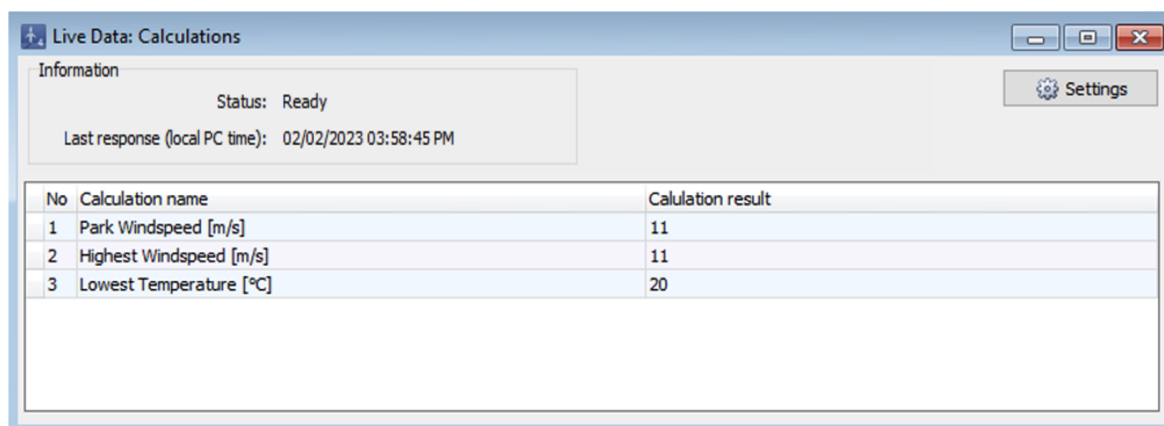 Live Data: Calculations
Information
Settings
Status: Ready
Last response (local PC time): 02/02/2023 03:58:45 PM
No Calculation name Calulation result
1 Park Windspeed [m/s] 11
2 Highest Windspeed [m/s] 11
3 Lowest Temperature [°C] 20